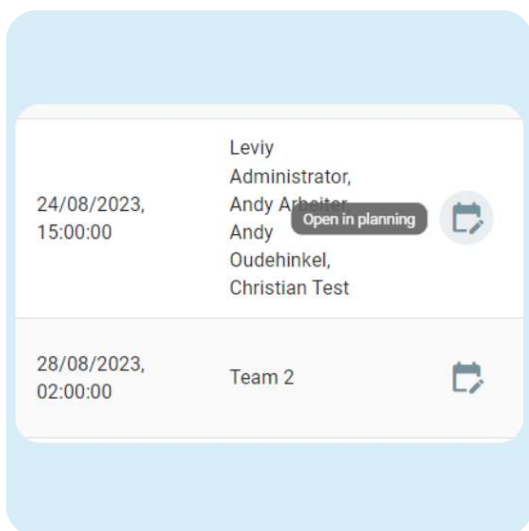 24/08/2023,
15:00:00
Leviy
Administrator,
Andy Arbeiter,
Andy
Oudehinkel,
Christian Test
Open in planning
28/08/2023,
02:00:00
Team 2